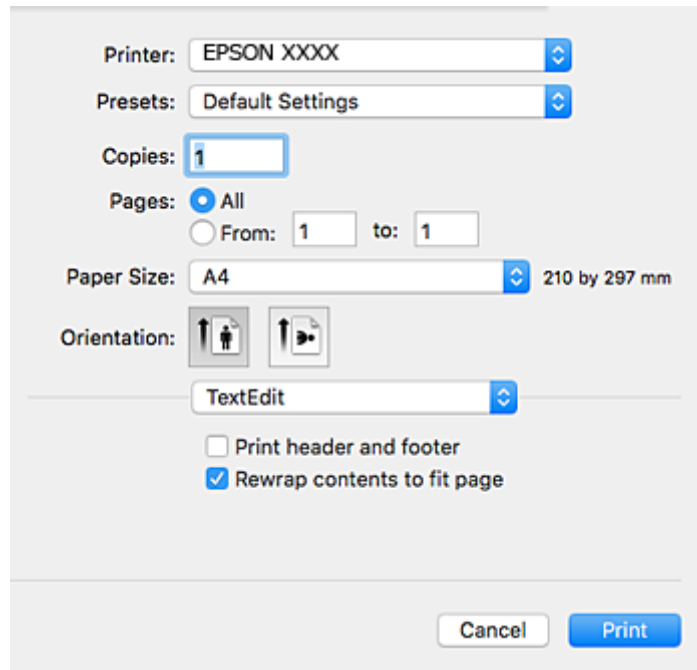 Printer: EPSON XXXX
Presets: Default Settings
Copies: 1
Pages: All
From: 1 to: 1
Paper Size: A4 210 by 297 mm
Orientation:
TextEdit
Print header and footer
Rewrap contents to fit page
Cancel Print